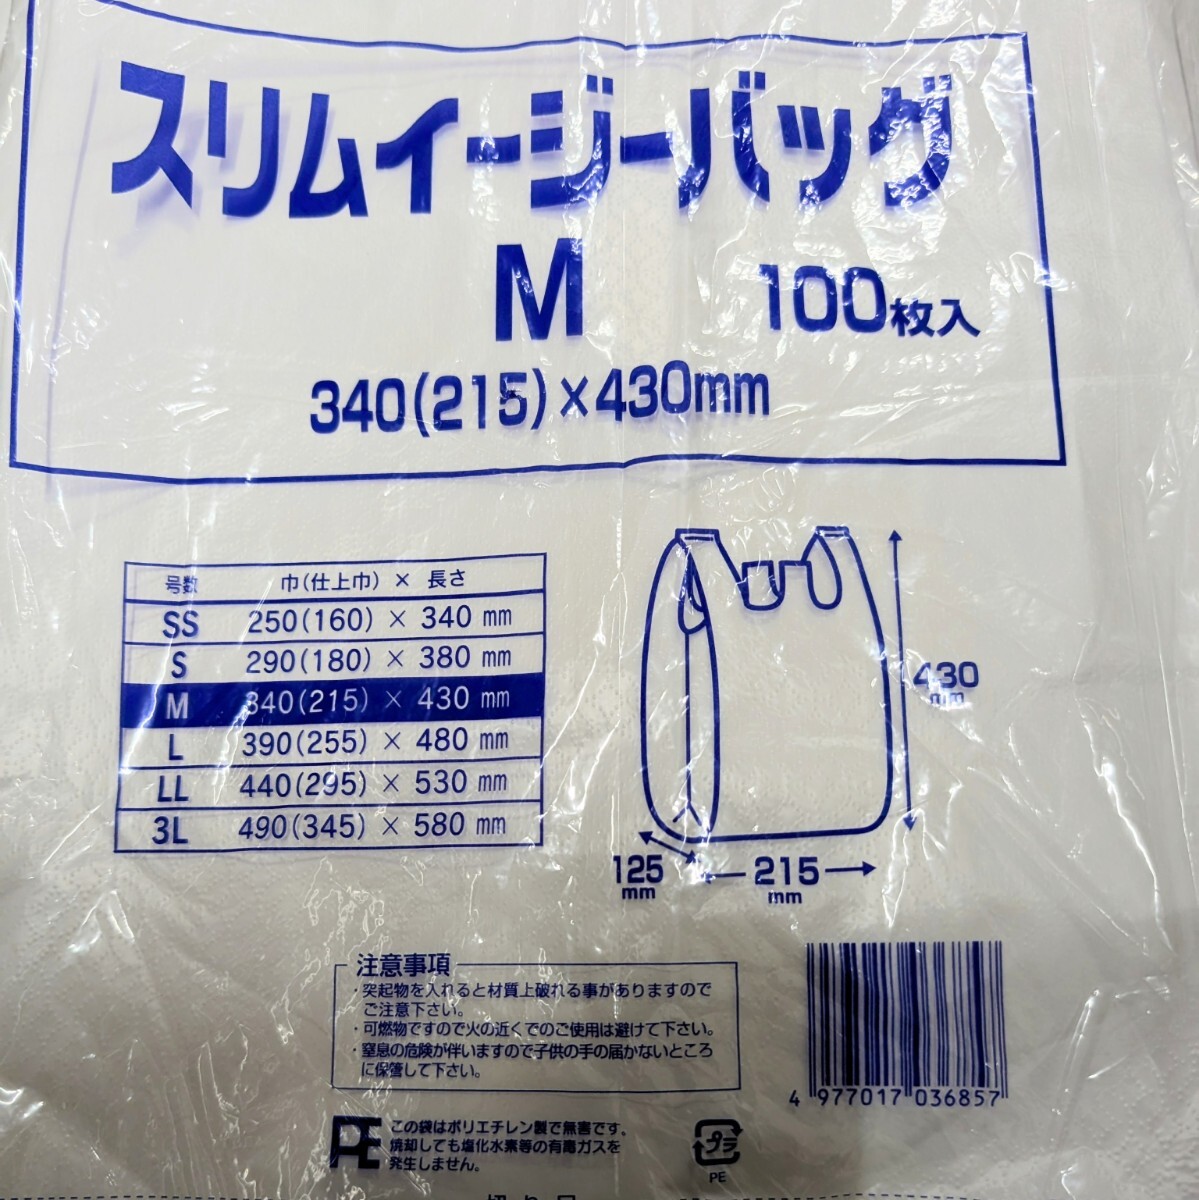 スリムイージーバッグ
M 100枚入
340(215)×430mm
号数 巾(仕上巾) × 長さ
SS 250(160) × 340 mm
S 290(180) × 380 mm
M 340(215) × 430 mm
L 390(255) × 480 mm
LL 440(295) × 530 mm
3L 490(345) × 580 mm
430
mm
125
mm
215
mm
注意事項
・突起物を入れると材質上破れる事がありますので
ご注意下さい。
・可燃物ですので火の近くでのご使用は避けて下さい。
・窒息の危険が伴いますので子供の手の届かないところ
に保管して下さい。
4 977017 036857
PE
この袋はポリエチレン製で無害です。
焼却しても塩化水素等の有毒ガスを
発生しません。
プラ
PE
切り口